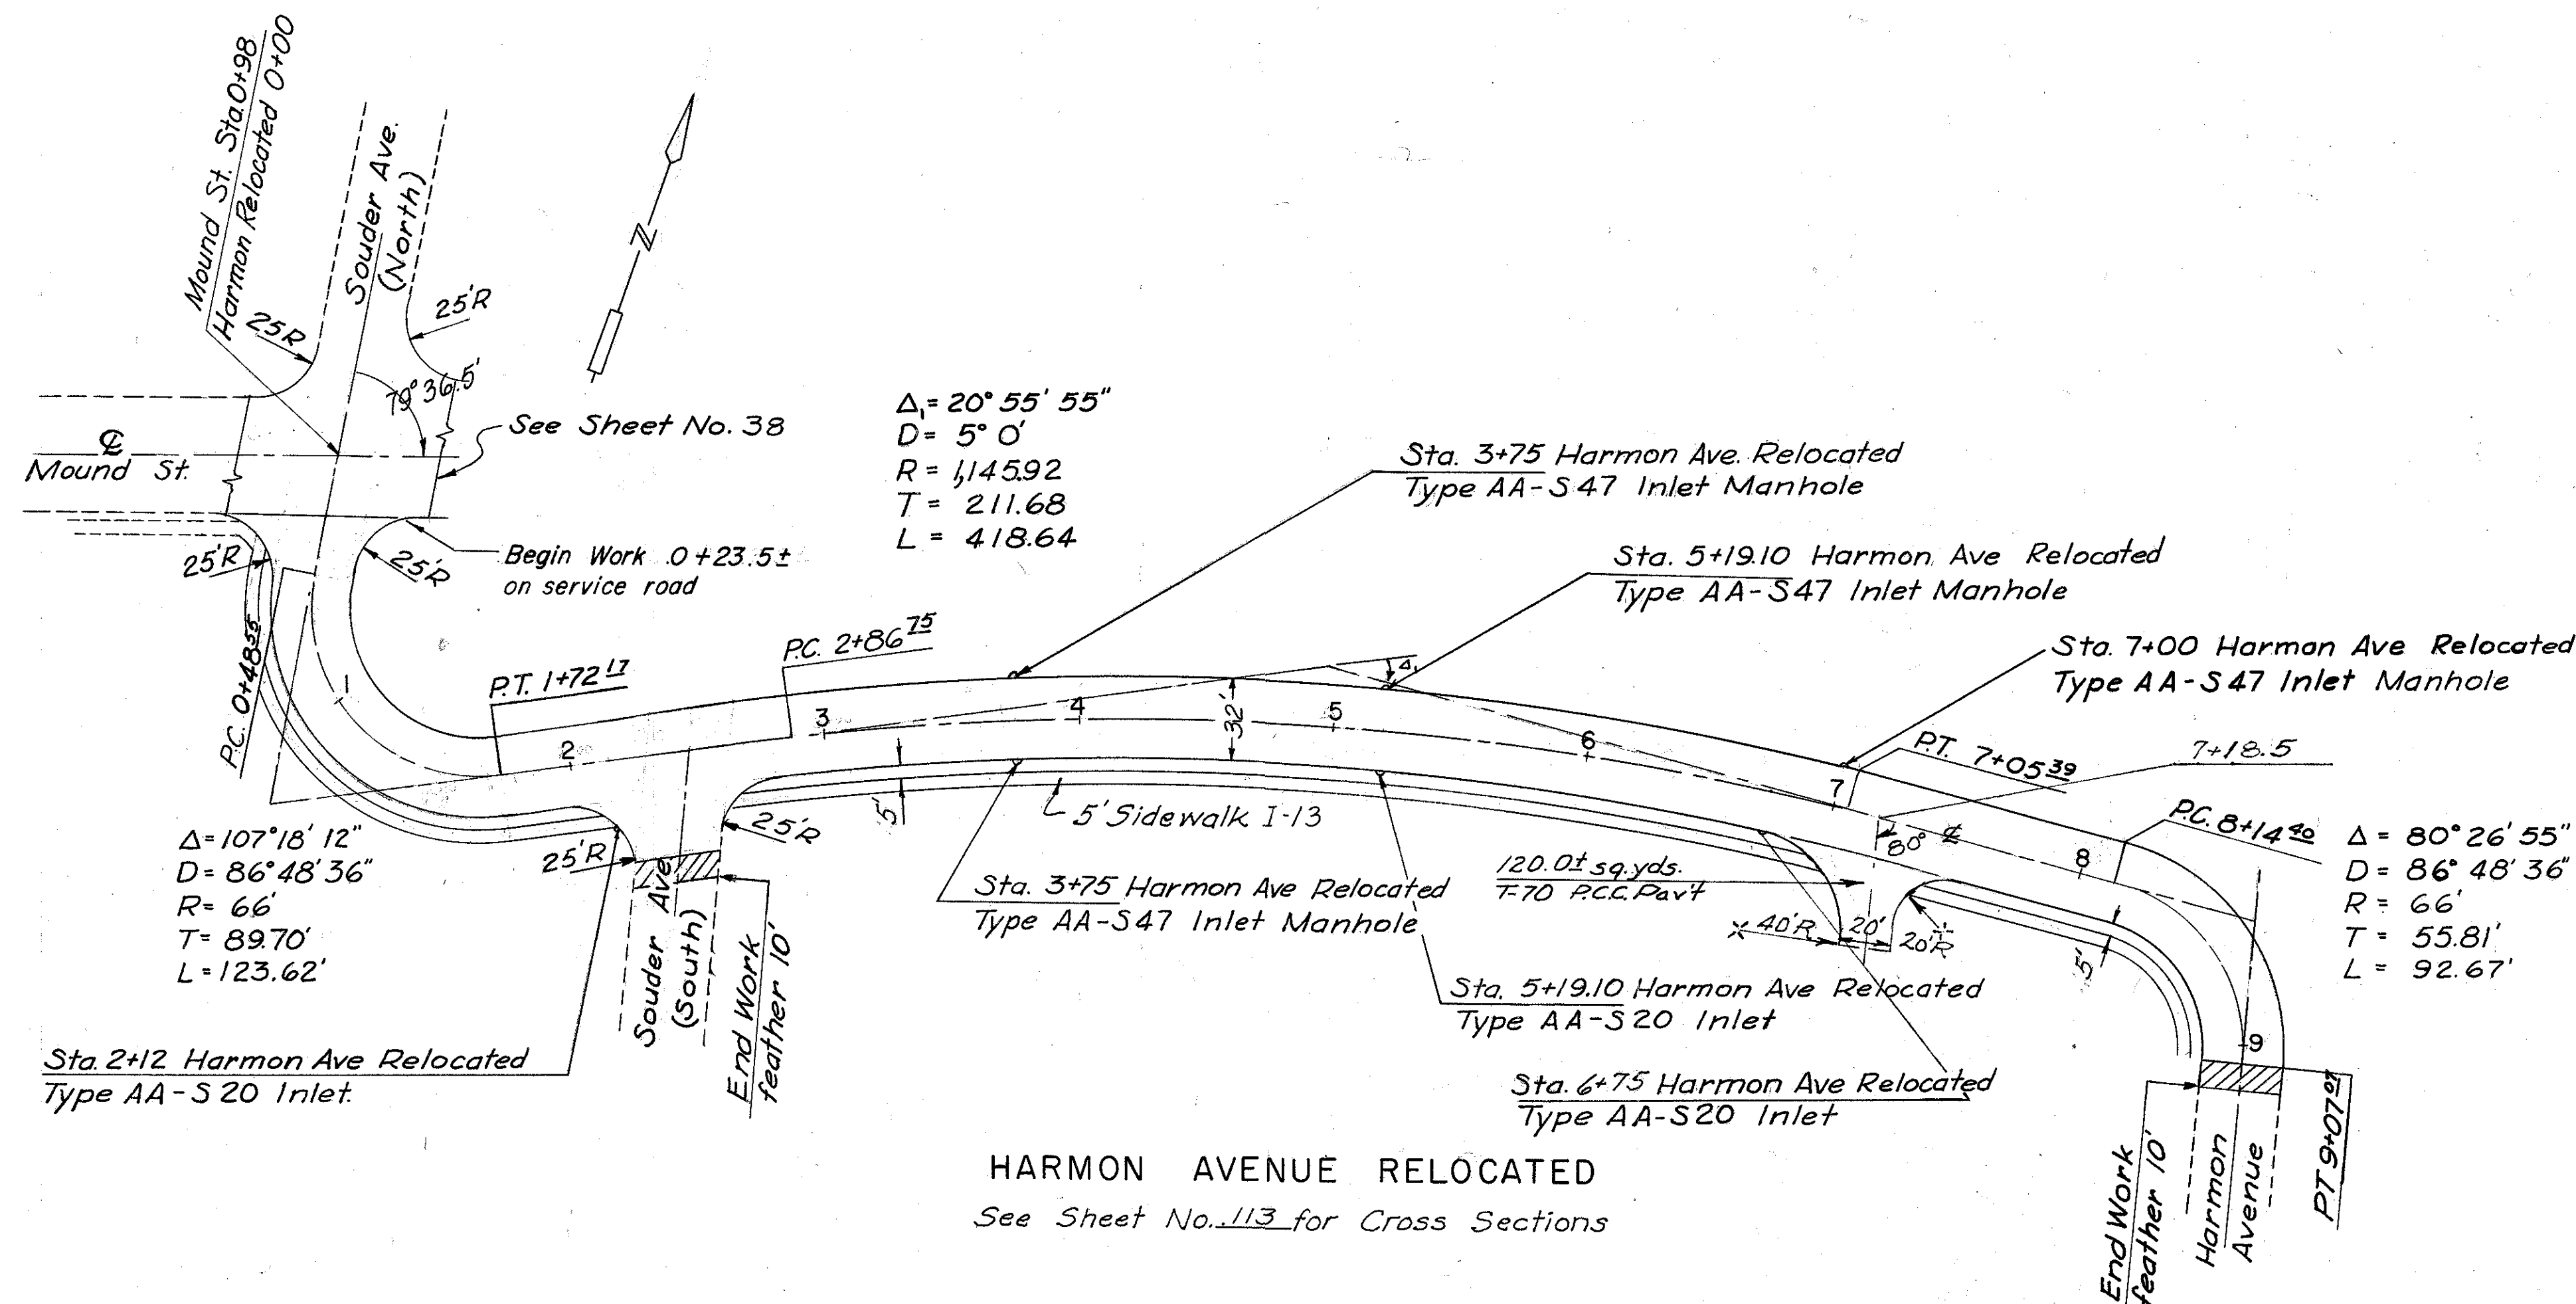 Mound St. Sta.0+98
Harmon Relocated 0+00
Souder Ave.
(North)
25'R
25R
79°36.5'
See Sheet No. 38
℄
Mound St.
25'R
25'R
Begin Work 0+23.5±
on service road
Δ₁= 20° 55' 55"
D= 5° 0'
R= 1,145.92
T= 211.68
L= 418.64
N
Sta. 3+75 Harmon Ave. Relocated
Type AA-S47 Inlet Manhole
Sta. 5+19.10 Harmon Ave Relocated
Type AA-S47 Inlet Manhole
Sta. 7+00 Harmon Ave Relocated
Type AA-S47 Inlet Manhole
P.C. 0+48.55
P.T. 1+72.17
P.C. 2+86.75
Δ₁
1
2
3
4
5
6
7
8
9
32'
P.T. 7+05.39
7+18.5
P.C. 8+14.40
Δ=107°18' 12"
D= 86°48' 36"
R= 66'
T= 89.70'
L=123.62'
Δ = 80° 26' 55"
D = 86° 48' 36"
R = 66'
T = 55.81'
L = 92.67'
25'R
25'R
5'
5' Sidewalk I-13
80°
℄
120.0± sq.yds.
T-70 P.C.C. Pav't
40'R
20'
20'R
5'
Souder Ave
(South)
End Work
feather 10'
Sta. 3+75 Harmon Ave Relocated
Type AA-S47 Inlet Manhole
Sta. 5+19.10 Harmon Ave Relocated
Type AA-S20 Inlet
Sta. 2+12 Harmon Ave Relocated
Type AA-S20 Inlet.
Sta. 6+75 Harmon Ave Relocated
Type AA-S20 Inlet
End Work
feather 10'
Harmon
Avenue
PT 9+07.07
HARMON AVENUE RELOCATED
See Sheet No. 113 for Cross Sections